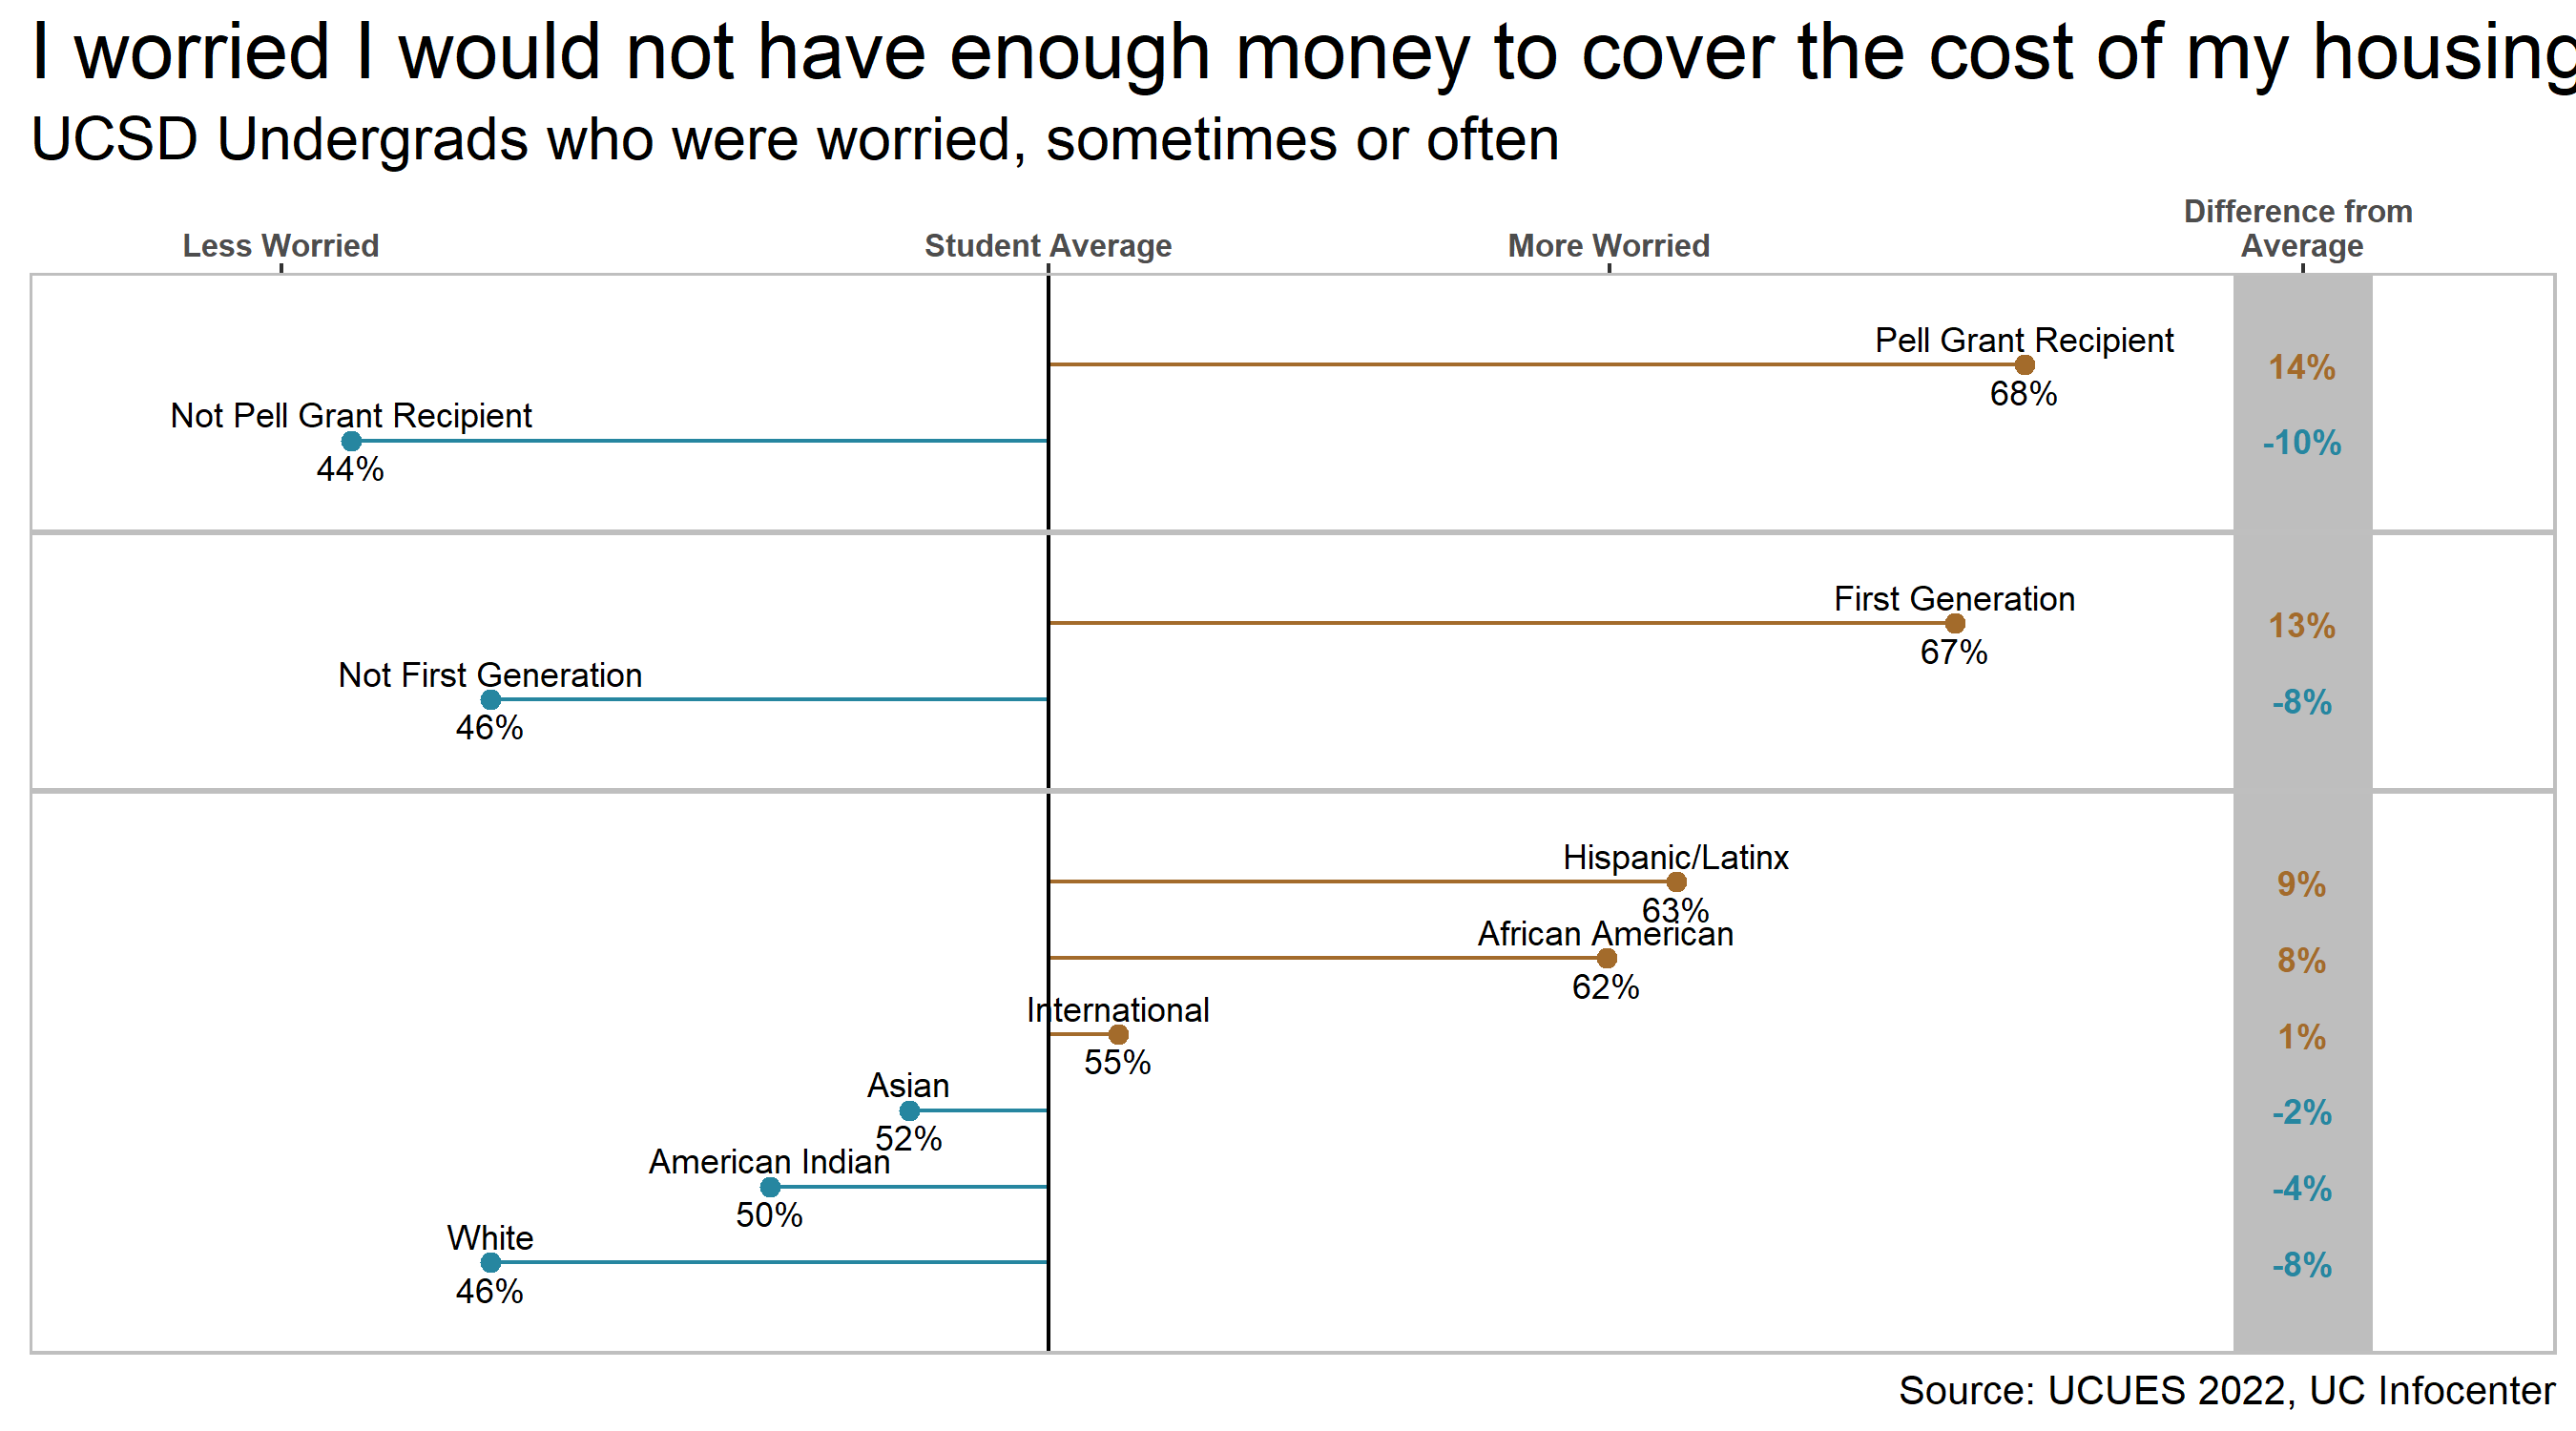 I worried I would not have enough money to cover the cost of my housing
UCSD Undergrads who were worried, sometimes or often
Less Worried
Student Average
More Worried
Difference from
Average
Pell Grant Recipient
68%
14%
Not Pell Grant Recipient
44%
-10%
First Generation
67%
13%
Not First Generation
46%
-8%
Hispanic/Latinx
63%
9%
African American
62%
8%
International
55%
1%
Asian
52%
-2%
American Indian
50%
-4%
White
46%
-8%
Source: UCUES 2022, UC Infocenter